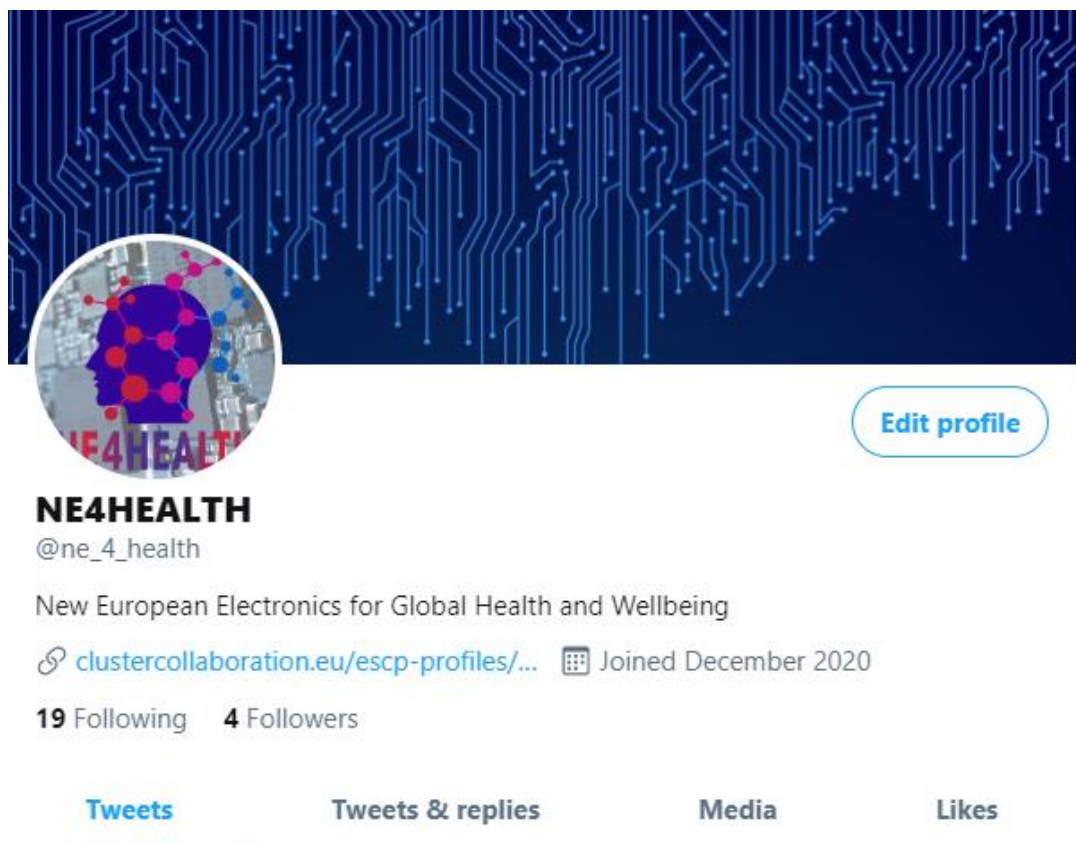 NE4HEALTH
Edit profile
NE4HEALTH
@ne_4_health
New European Electronics for Global Health and Wellbeing
clustercollaboration.eu/escp-profiles/... Joined December 2020
19 Following 4 Followers
Tweets Tweets & replies Media Likes